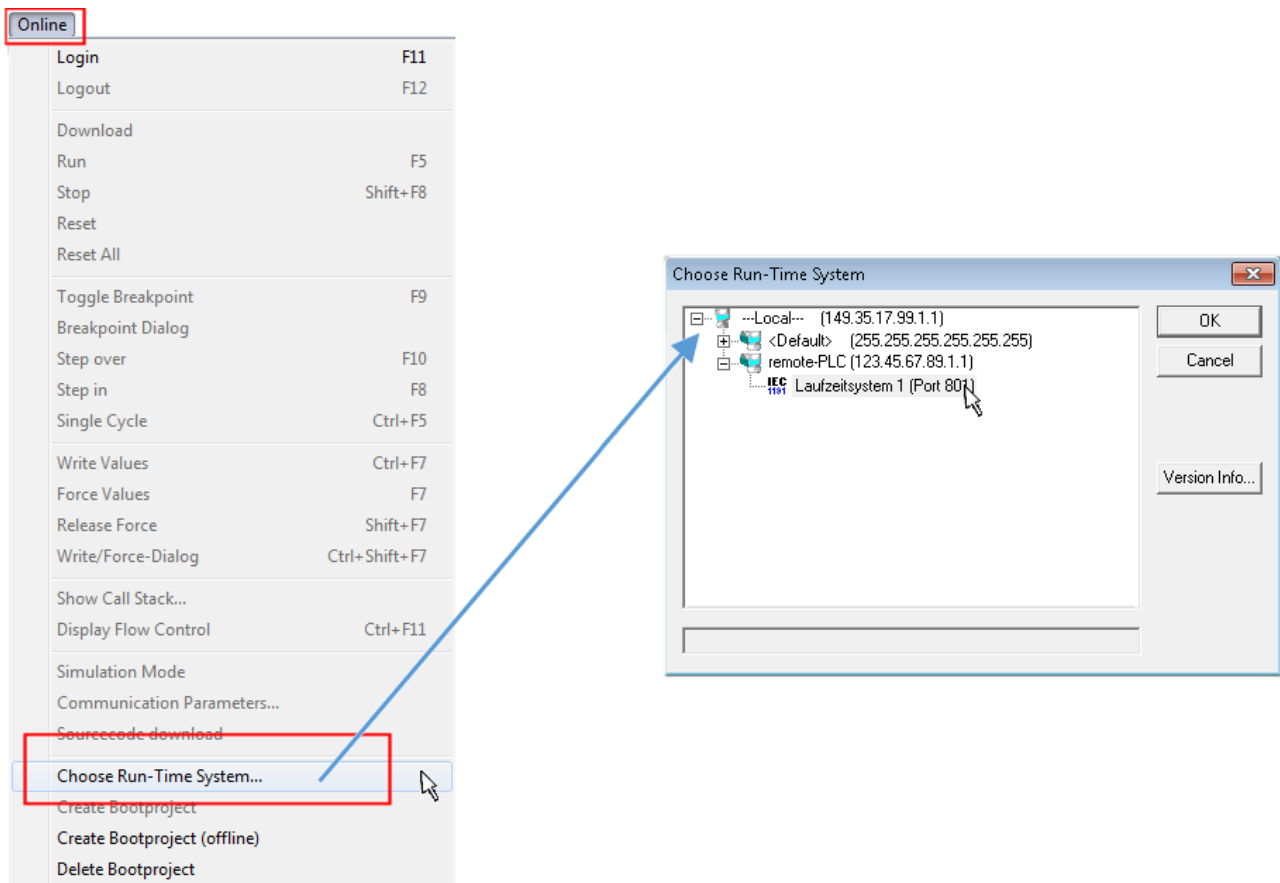 Online
Login F11
Logout F12
Download
Run F5
Stop Shift+F8
Reset
Reset All
Toggle Breakpoint F9
Breakpoint Dialog
Step over F10
Step in F8
Single Cycle Ctrl+F5
Write Values Ctrl+F7
Force Values F7
Release Force Shift+F7
Write/Force-Dialog Ctrl+Shift+F7
Show Call Stack...
Display Flow Control Ctrl+F11
Simulation Mode
Communication Parameters...
Sourcecode download
Choose Run-Time System...
Create Bootproject
Create Bootproject (offline)
Delete Bootproject
Choose Run-Time System
---Local--- (149.35.17.99.1.1)
<Default> (255.255.255.255.255.255)
remote-PLC (123.45.67.89.1.1)
IEC 1131 Laufzeitsystem 1 (Port 801)
OK
Cancel
Version Info...